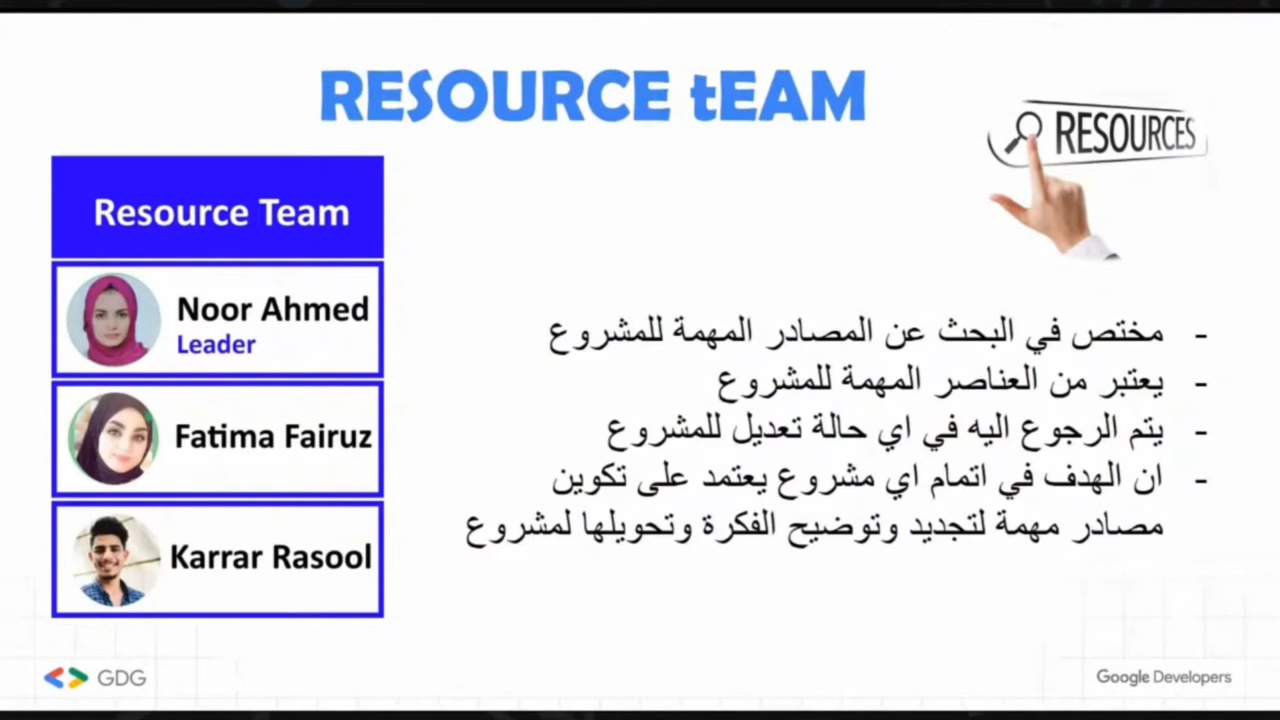 RESOURCE tEAM
RESOURCES
Resource Team
Noor Ahmed
Leader
Fatima Fairuz
Karrar Rasool
- مختص في البحث عن المصادر المهمة للمشروع
- يعتبر من العناصر المهمة للمشروع
- يتم الرجوع اليه في اي حالة تعديل للمشروع
- ان الهدف في اتمام اي مشروع يعتمد على تكوين
مصادر مهمة لتجديد وتوضيح الفكرة وتحويلها لمشروع
GDG
Google Developers